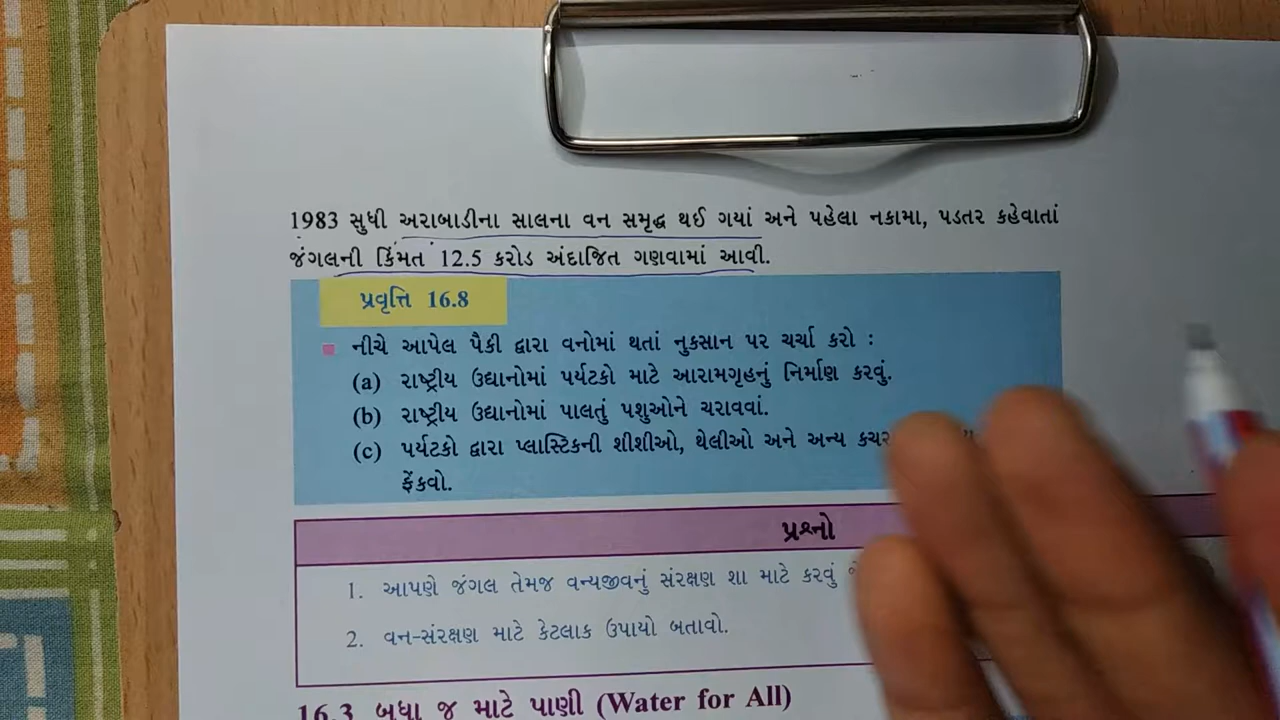 1983 સુધી અરાબાડીના સાલના વન સમૃદ્ધ થઈ ગયાં અને પહેલા નકામા, પડતર કહેવાતાં
જંગલની કિંમત 12.5 કરોડ અંદાજિત ગણવામાં આવી.
પ્રવૃત્તિ 16.8
નીચે આપેલ પૈકી દ્વારા વનોમાં થતાં નુકસાન પર ચર્ચા કરો :
(a) રાષ્ટ્રીય ઉદ્યાનોમાં પર્યટકો માટે આરામગૃહનું નિર્માણ કરવું.
(b) રાષ્ટ્રીય ઉદ્યાનોમાં પાલતું પશુઓને ચરાવવાં.
(c) પર્યટકો દ્વારા પ્લાસ્ટિકની શીશીઓ, થેલીઓ અને અન્ય
ફેંકવો.
પ્રશ્નો
1. આપણે જંગલ તેમજ વન્યજીવનું સંરક્ષણ શા માટે કરવું
2. વન-સંરક્ષણ માટે કેટલાક ઉપાયો બતાવો.
16.3 બધા જ માટે પાણી (Water for All)